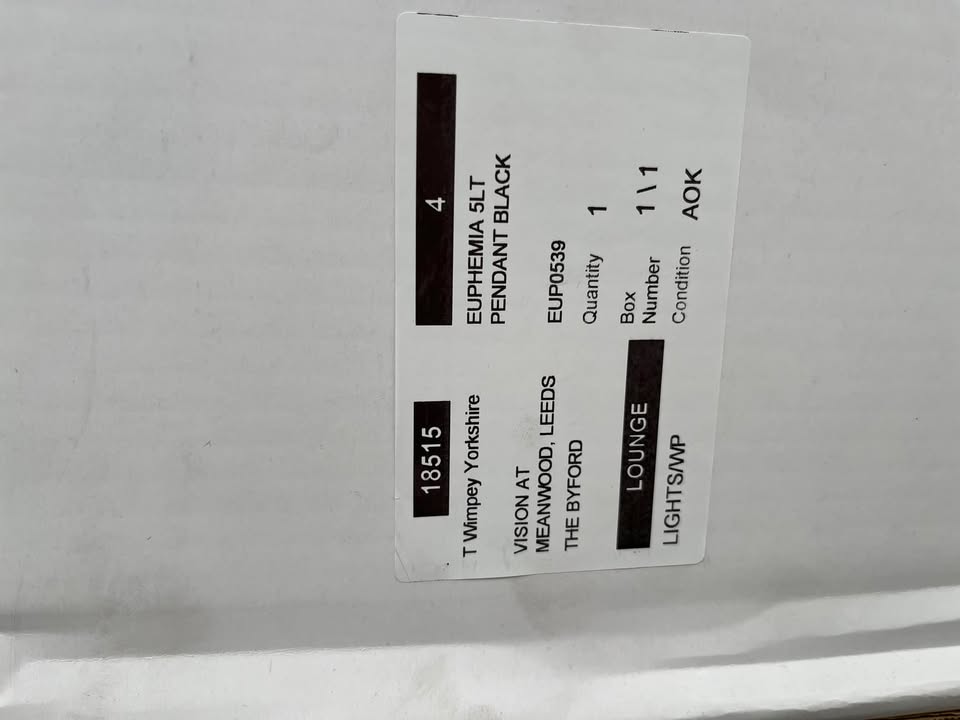 18515
T Wimpey Yorkshire
VISION AT
MEANWOOD, LEEDS
THE BYFORD
LOUNGE
LIGHTS/WP
4
EUPHEMIA 5LT
PENDANT BLACK
EUP0539
Quantity 1
Box
Number 1 \ 1
Condition AOK